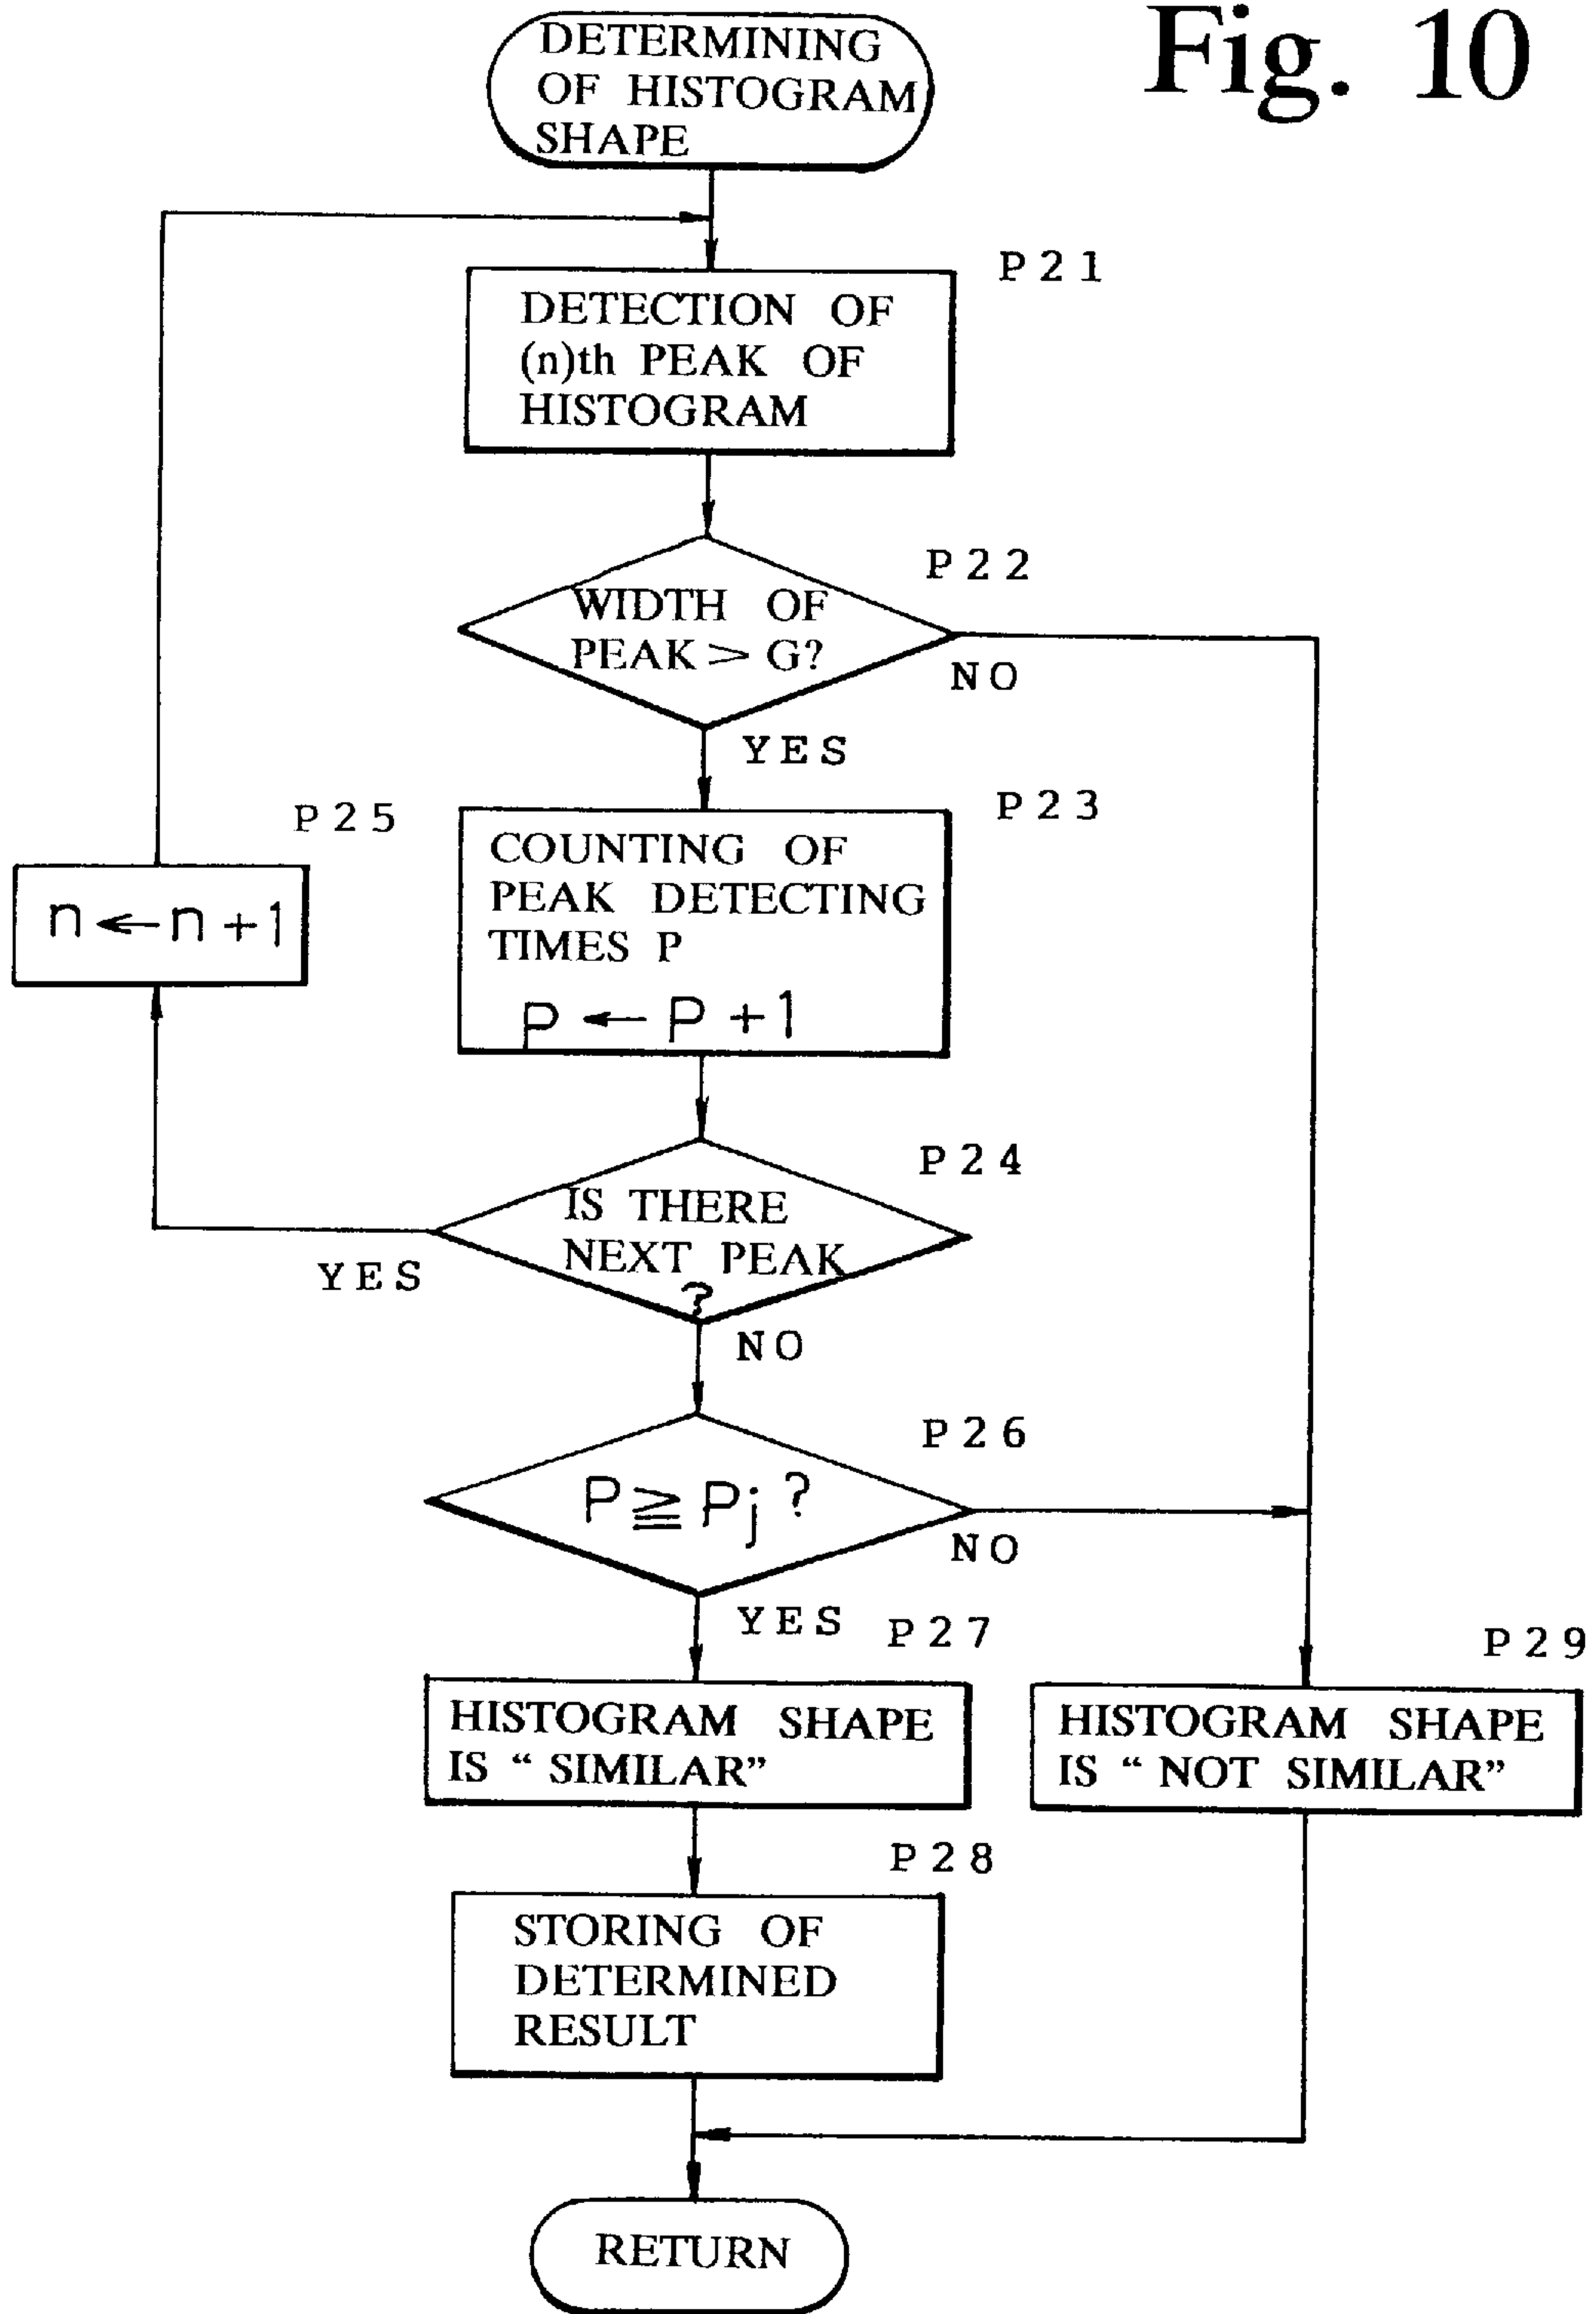 Fig. 10
DETERMINING
OF HISTOGRAM
SHAPE
P21
DETECTION OF
(n)th PEAK OF
HISTOGRAM
P22
WIDTH OF
PEAK > G?
NO
YES
P23
COUNTING OF
PEAK DETECTING
TIMES P
P ← P + 1
P25
n ← n + 1
P24
IS THERE
NEXT PEAK
?
YES
NO
P26
P ≧ Pj ?
NO
YES
P27
HISTOGRAM SHAPE
IS “ SIMILAR”
P29
HISTOGRAM SHAPE
IS “ NOT SIMILAR”
P28
STORING OF
DETERMINED
RESULT
RETURN